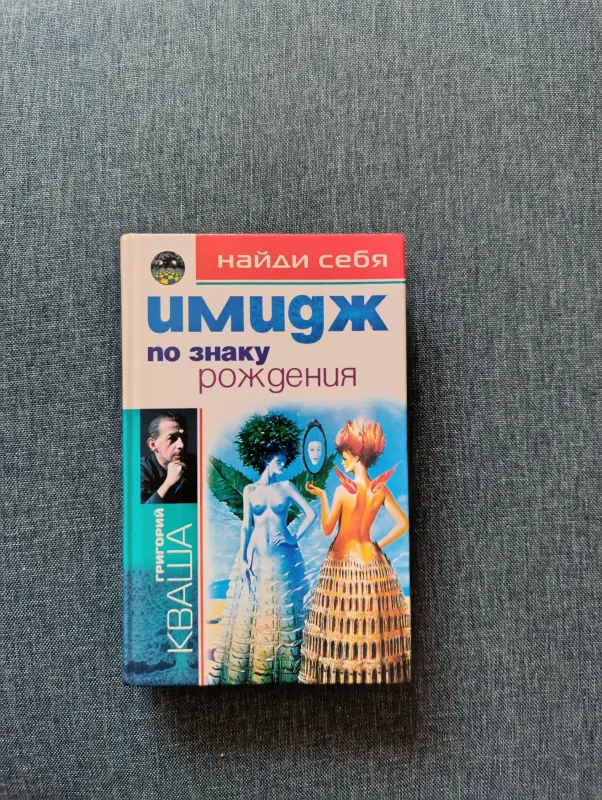 найди себя
имидж
по знаку
рождения
ГРИГОРИЙ
КВАША